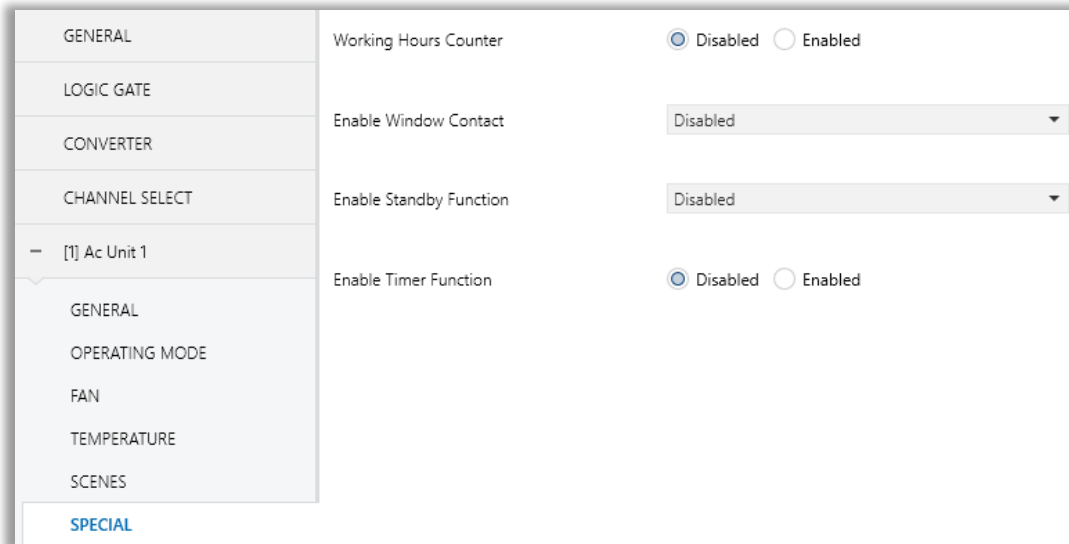 GENERAL
LOGIC GATE
CONVERTER
CHANNEL SELECT
– [1] Ac Unit 1
GENERAL
OPERATING MODE
FAN
TEMPERATURE
SCENES
SPECIAL
Working Hours Counter Disabled Enabled
Enable Window Contact Disabled
Enable Standby Function Disabled
Enable Timer Function Disabled Enabled